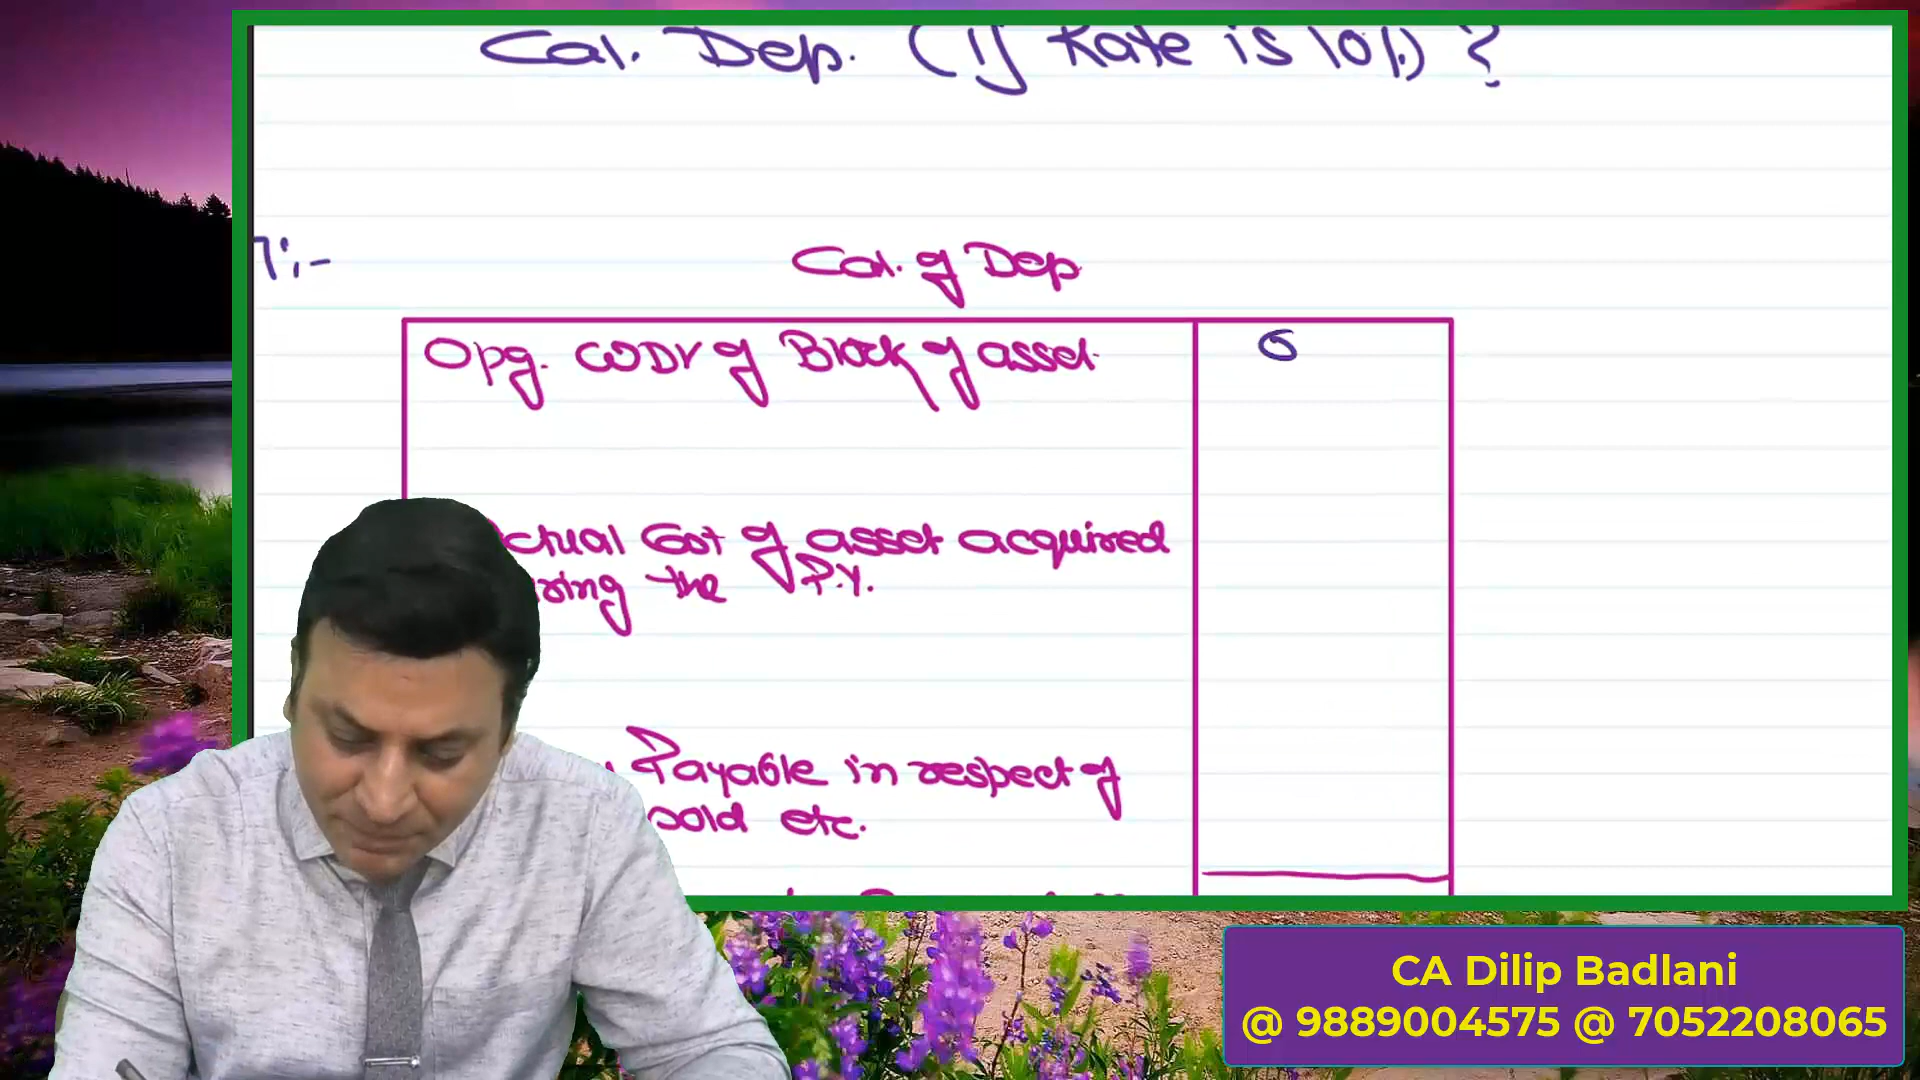 Cal. Dep. (If Rate is 10%) ?
:-
Cal. of Dep.
Opg. WDV of Block of asset
0
ctual Cost of asset acquired
ring the P.Y.
Payable in respect of
sold etc.
CA Dilip Badlani
@ 9889004575 @ 7052208065